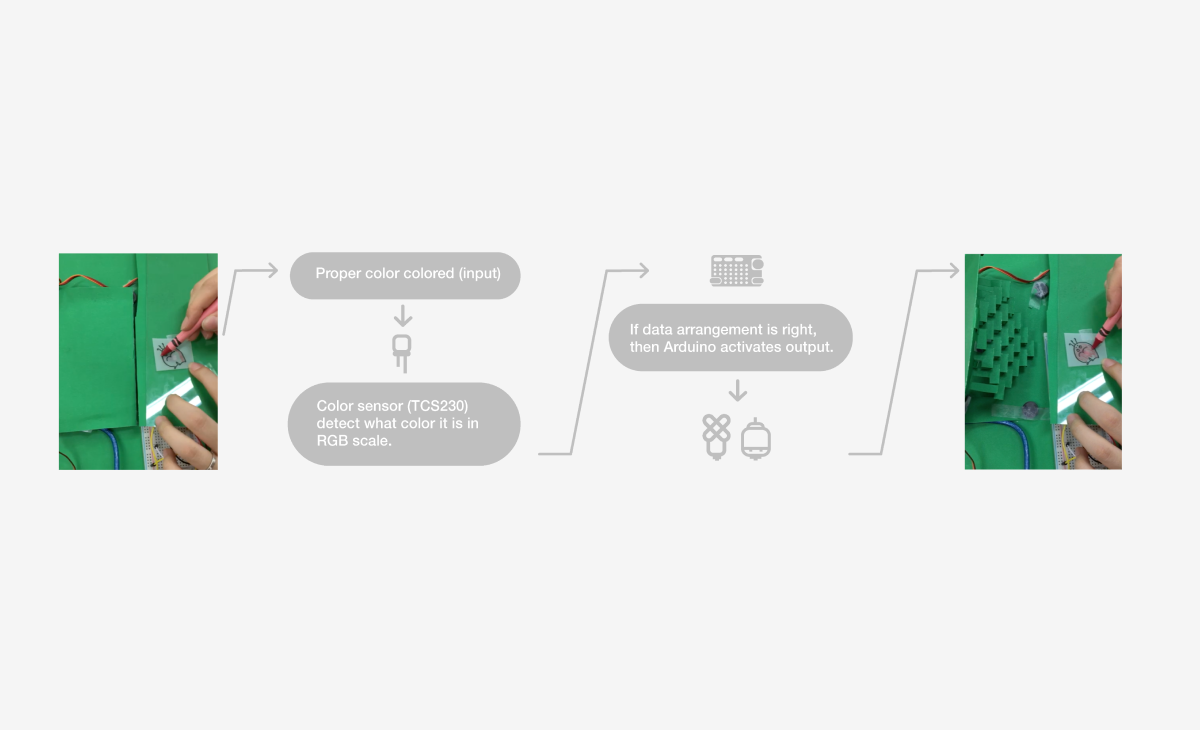 Proper color colored (input)
Color sensor (TCS230)
detect what color it is in
RGB scale.
If data arrangement is right,
then Arduino activates output.